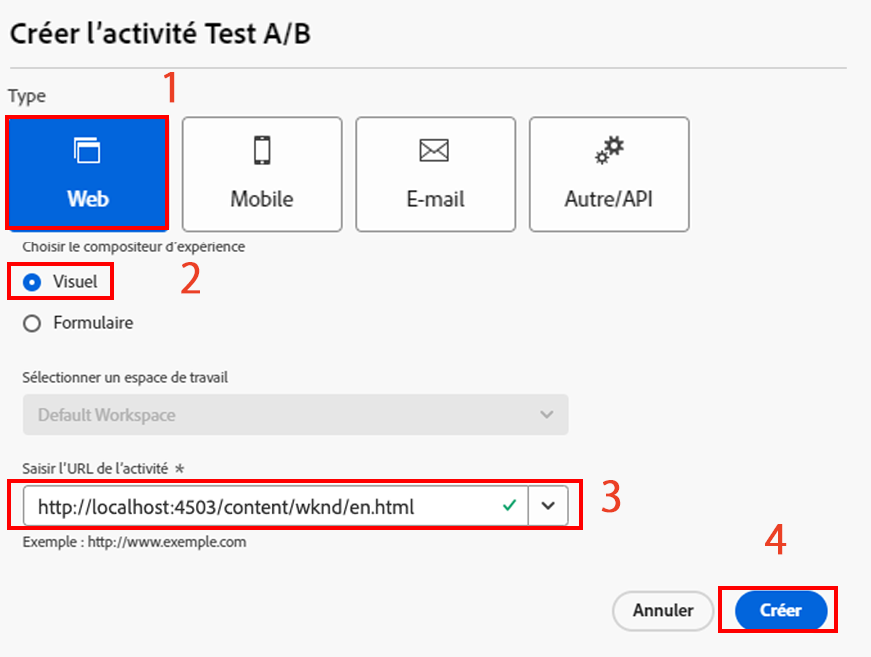 Créer l'activité Test A/B
Type
1
Web
Mobile
E-mail
Autre/API
Choisir le compositeur d'expérience
Visuel
2
Formulaire
Sélectionner un espace de travail
Default Workspace
Saisir l'URL de l'activité *
http://localhost:4503/content/wknd/en.html
3
Exemple : http://www.exemple.com
4
Annuler
Créer